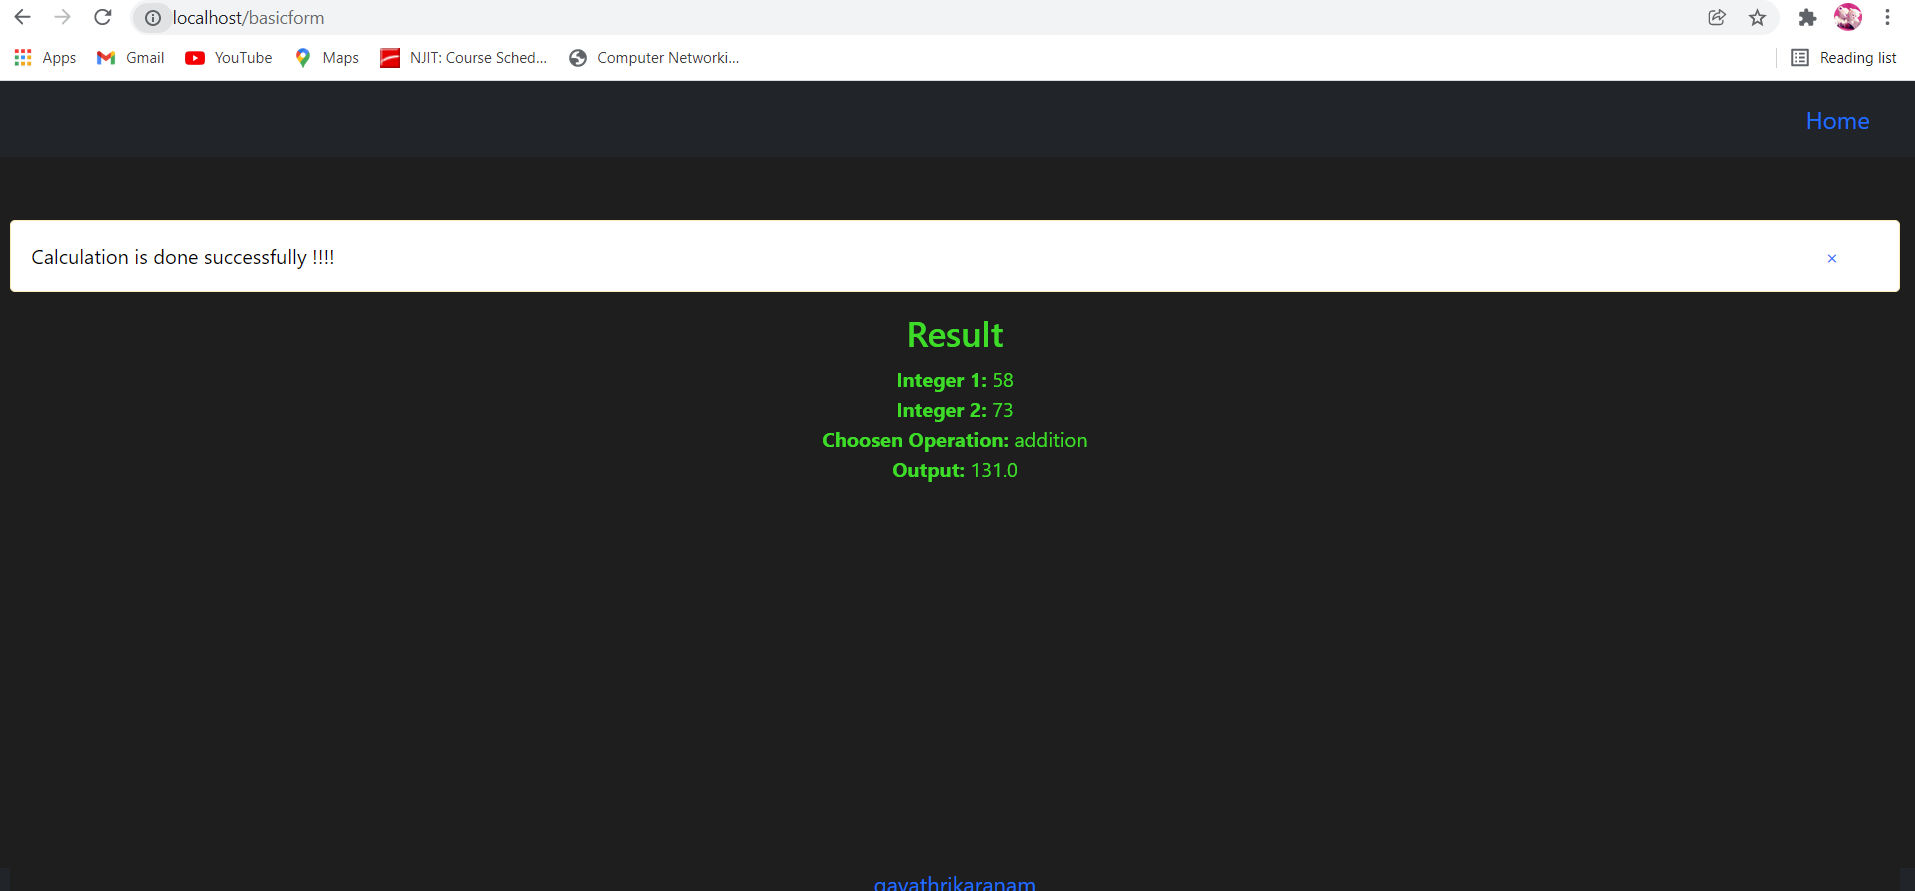 localhost/basicform
Apps Gmail YouTube Maps NJIT: Course Sched... Computer Networki... Reading list
Home
Calculation is done successfully !!!! ×
Result
Integer 1: 58
Integer 2: 73
Choosen Operation: addition
Output: 131.0
gayathrikaranam